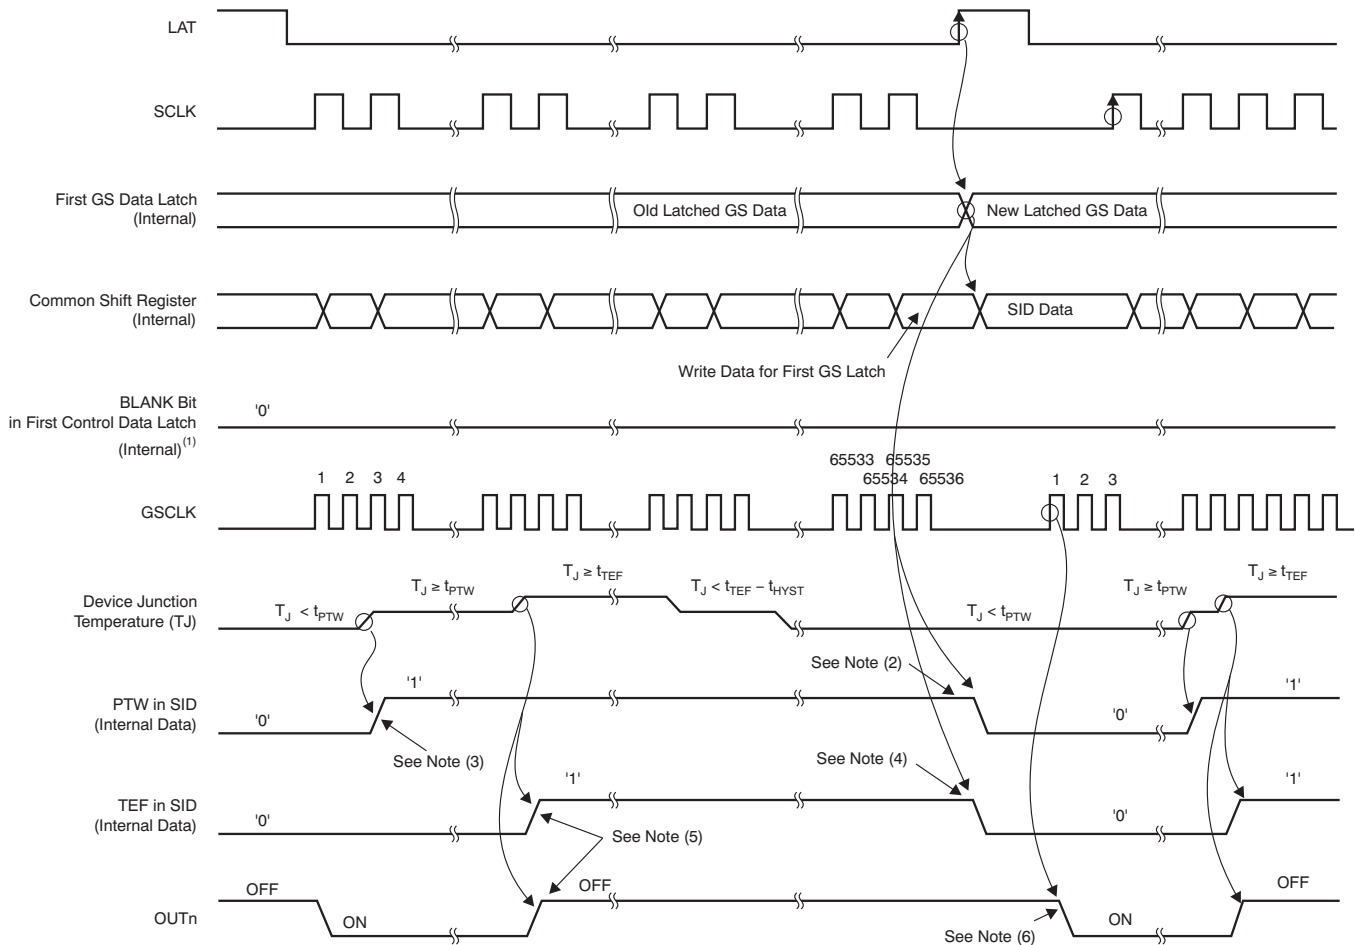 LAT
SCLK
First GS Data Latch
(Internal)
Old Latched GS Data
New Latched GS Data
Common Shift Register
(Internal)
SID Data
Write Data for First GS Latch
BLANK Bit
in First Control Data Latch
(Internal)(1)
'0'
65533 65535
65534 65536
1 2 3 4
1 2 3
GSCLK
Device Junction
Temperature (TJ)
TJ < tPTW
TJ ≥ tPTW
TJ ≥ tTEF
TJ < tTEF – tHYST
TJ < tPTW
TJ ≥ tPTW
TJ ≥ tTEF
See Note (2)
PTW in SID
(Internal Data)
'0'
'1'
'0'
'1'
See Note (3)
See Note (4)
TEF in SID
(Internal Data)
'0'
'1'
'0'
'1'
See Note (5)
OUTn
OFF
ON
OFF
ON
OFF
See Note (6)